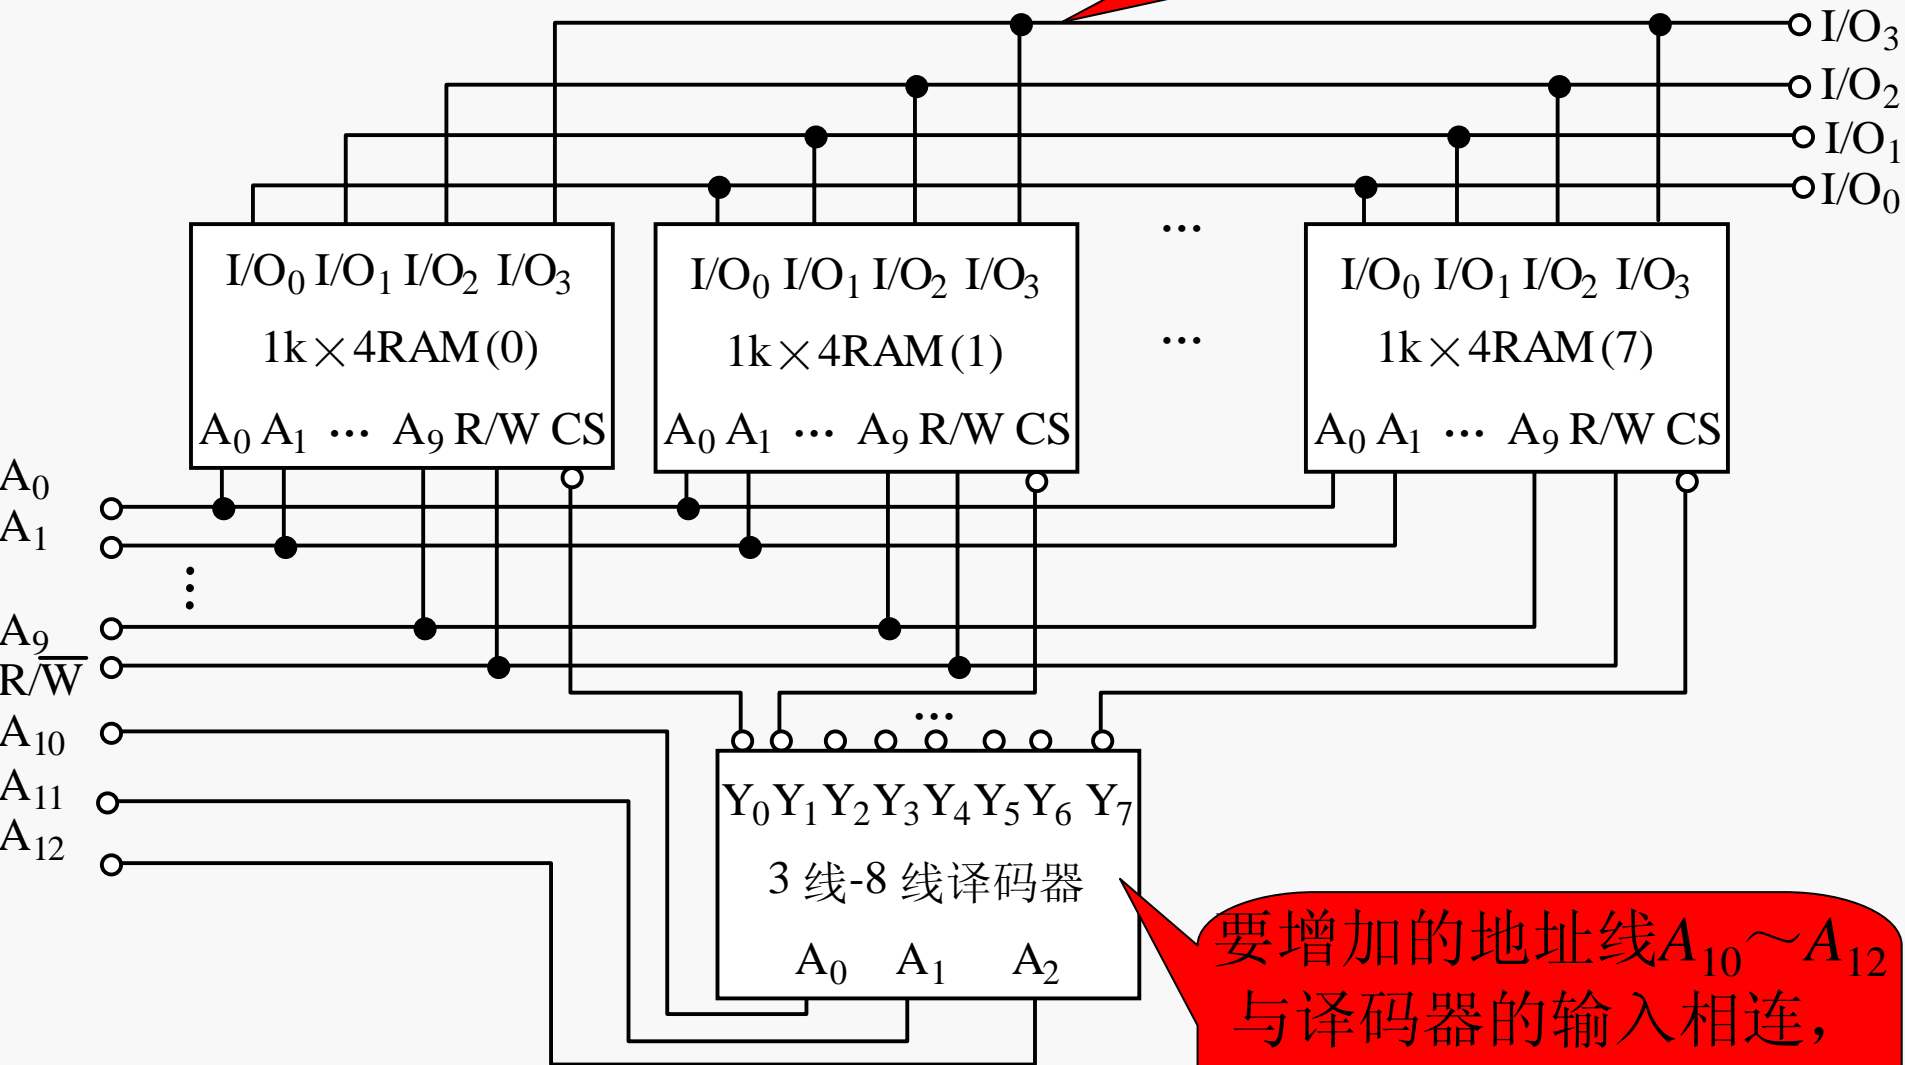 I/O₃
I/O₂
I/O₁
I/O₀
I/O₀ I/O₁ I/O₂ I/O₃
1k×4RAM(0)
A₀ A₁ ··· A₉ R/W CS
I/O₀ I/O₁ I/O₂ I/O₃
1k×4RAM(1)
A₀ A₁ ··· A₉ R/W CS
···
···
I/O₀ I/O₁ I/O₂ I/O₃
1k×4RAM(7)
A₀ A₁ ··· A₉ R/W CS
A₀
A₁
⋮
A₉
R/W̅
A₁₀
A₁₁
A₁₂
···
Y₀ Y₁ Y₂ Y₃ Y₄ Y₅ Y₆ Y₇
3 线-8 线译码器
A₀ A₁ A₂
要增加的地址线A₁₀～A₁₂
与译码器的输入相连，